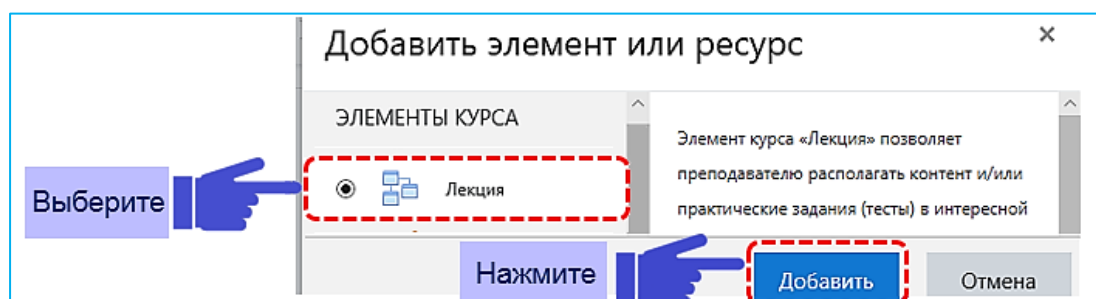 Добавить элемент или ресурс
×
ЭЛЕМЕНТЫ КУРСА
Элемент курса «Лекция» позволяет
преподавателю располагать контент и/или
практические задания (тесты) в интересной
Выберите
Лекция
Нажмите
Добавить
Отмена